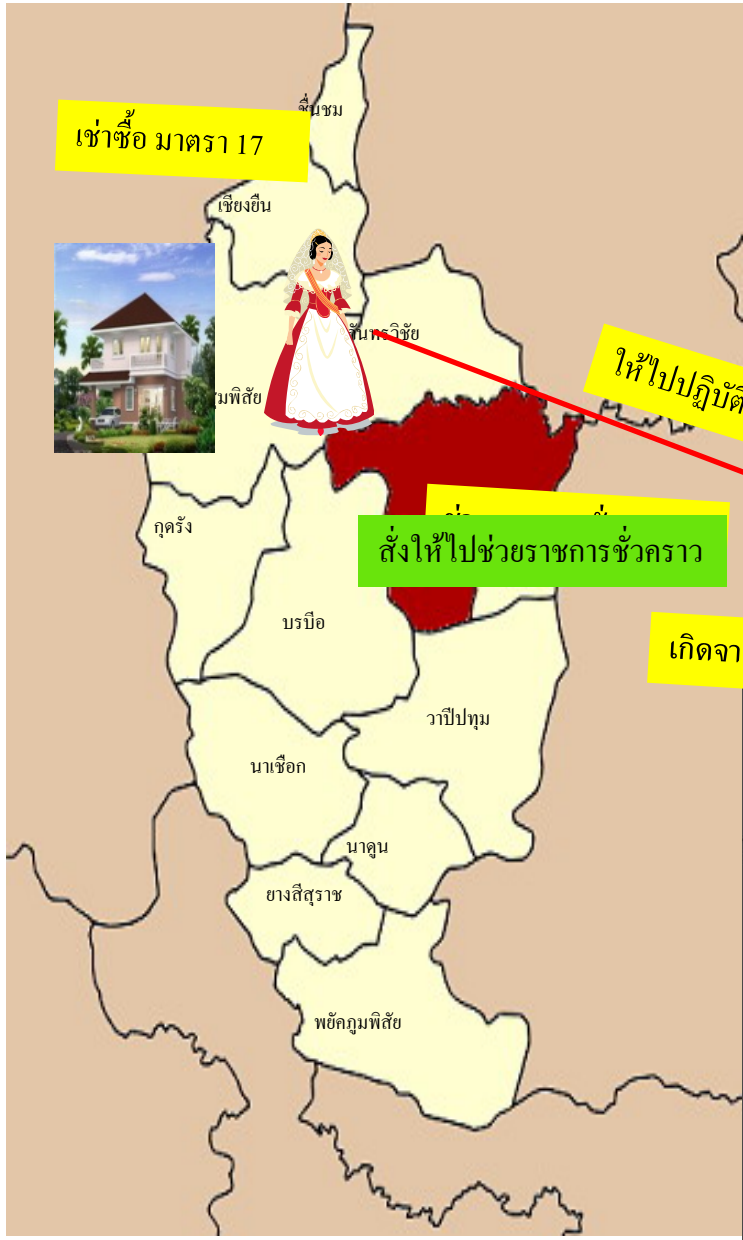 ชื่นชม
เช่าซื้อ มาตรา 17
เชียงยืน
ันทรวิชัย
ให้ไปปฏิบัติ
ุมพิสัย
กุดรัง
สั่งให้ไปช่วยราชการชั่วคราว
บรบือ
เกิดจา
วาปีปทุม
นาเชือก
นาดูน
ยางสีสุราช
พยัคภูมพิสัย